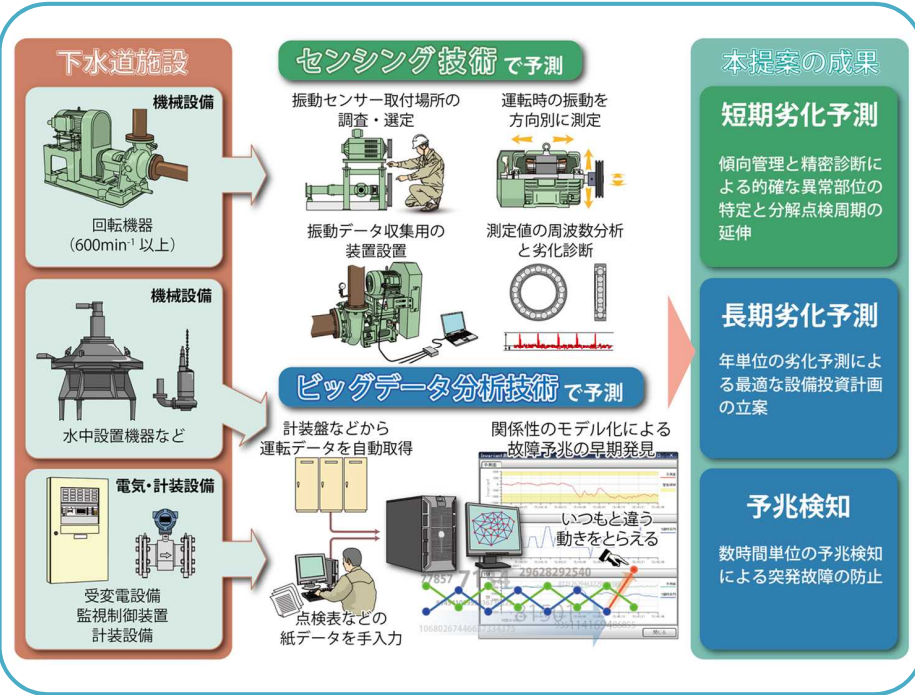 下水道施設
機械設備
回転機器
（600min⁻¹ 以上）
機械設備
水中設置機器など
電気・計装設備
受変電設備
監視制御装置
計装設備
センシング技術 で予測
振動センサー取付場所の
調査・選定
運転時の振動を
方向別に測定
振動データ収集用の
装置設置
測定値の周波数分析
と劣化診断
ビッグデータ分析技術 で予測
計装盤などから
運転データを自動取得
関係性のモデル化による
故障予兆の早期発見
いつもと違う
動きをとらえる
29628292540
点検表などの
紙データを手入力
閉じる
本提案の成果
短期劣化予測
傾向管理と精密診断に
よる的確な異常部位の
特定と分解点検周期の
延伸
長期劣化予測
年単位の劣化予測による
最適な設備投資計画
の立案
予兆検知
数時間単位の予兆検知
による突発故障の防止